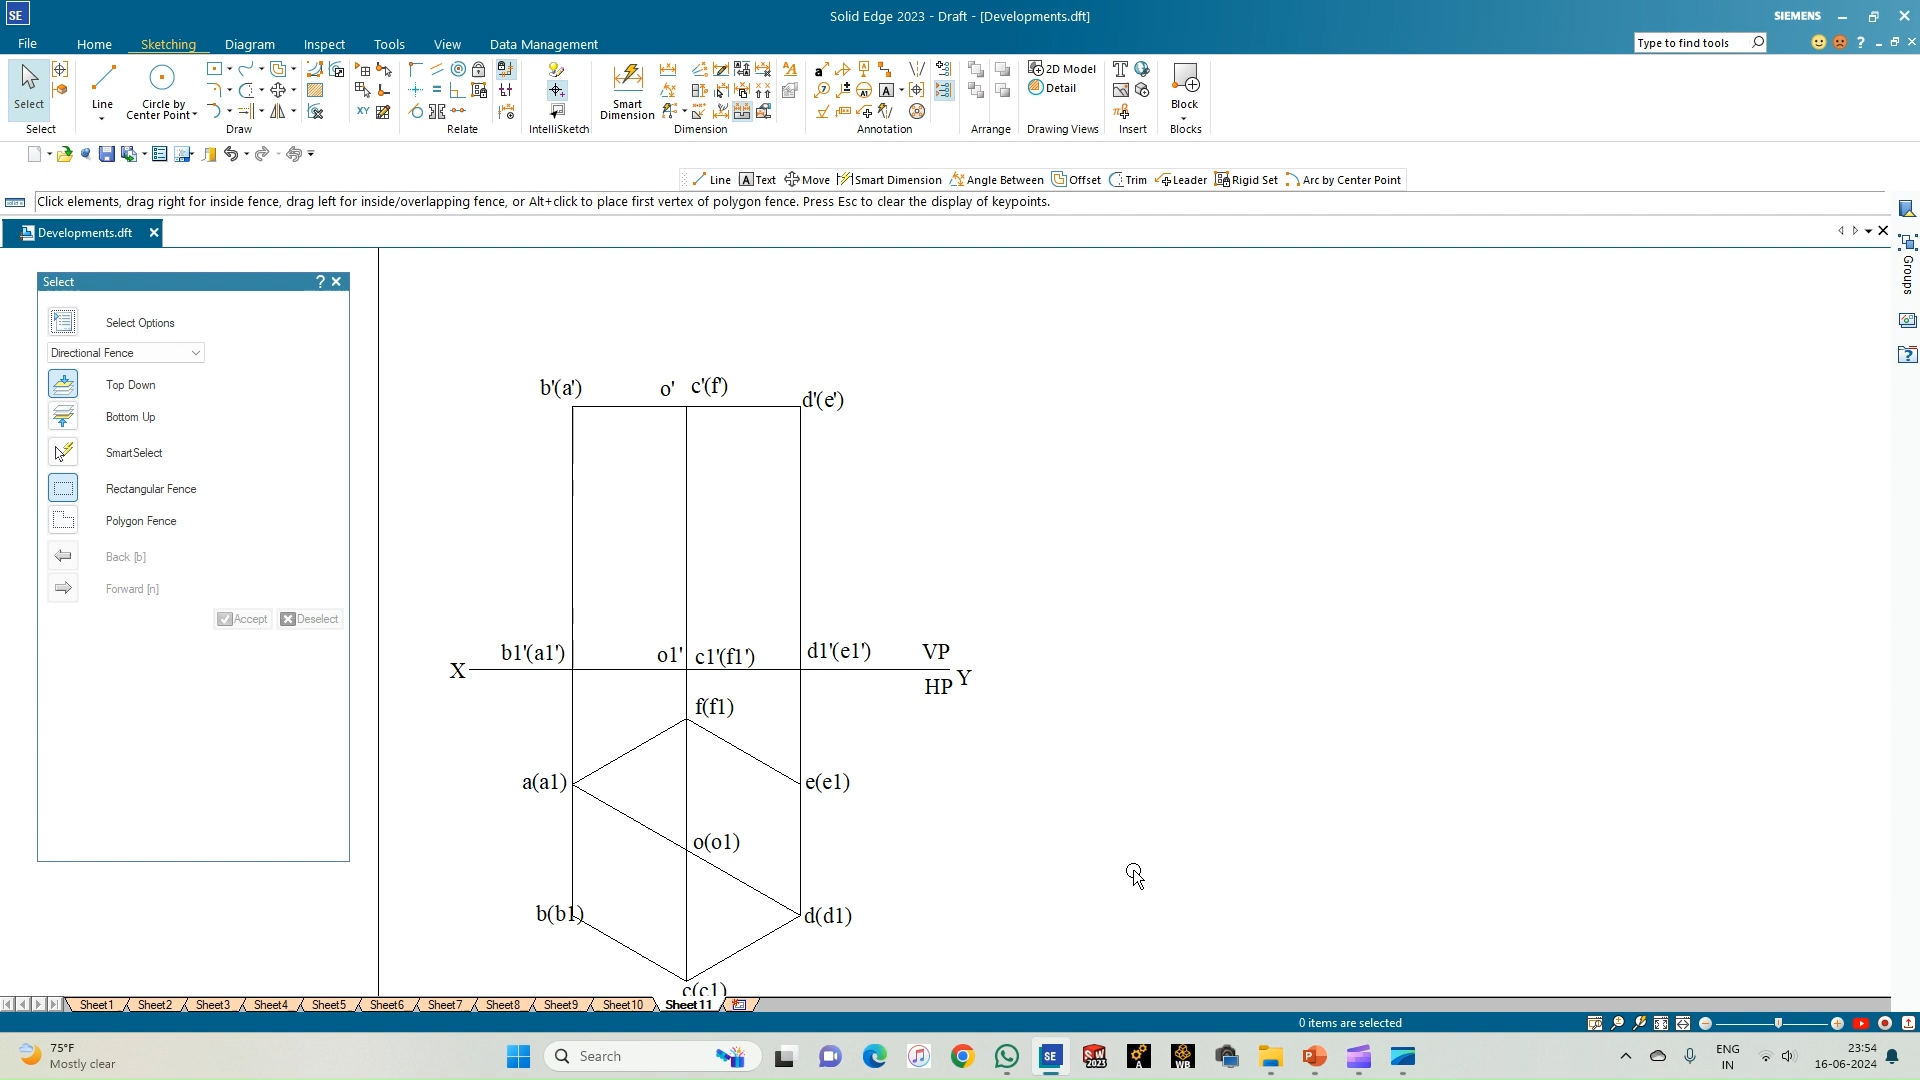 SE Solid Edge 2023 - Draft - [Developments.dft] SIEMENS
File Home Sketching Diagram Inspect Tools View Data Management Type to find tools
Select Line Circle by Center Point Smart Dimension 2D Model Detail Block
Select Draw Relate IntelliSketch Dimension Annotation Arrange Drawing Views Insert Blocks
Line Text Move Smart Dimension Angle Between Offset Trim Leader Rigid Set Arc by Center Point
Click elements, drag right for inside fence, drag left for inside/overlapping fence, or Alt+click to place first vertex of polygon fence. Press Esc to clear the display of keypoints.
Developments.dft
Groups
Select
Select Options
Directional Fence
Top Down
Bottom Up
SmartSelect
Rectangular Fence
Polygon Fence
Back [b]
Forward [n]
Accept Deselect
b'(a') o' c'(f') d'(e')
b1'(a1') o1' c1'(f1') d1'(e1') VP
X HP Y
f(f1)
a(a1) e(e1)
o(o1)
b(b1) d(d1)
c(c1)
Sheet1 Sheet2 Sheet3 Sheet4 Sheet5 Sheet6 Sheet7 Sheet8 Sheet9 Sheet10 Sheet11
0 items are selected
75°F
Mostly clear
Search
ENG
IN
23:54
16-06-2024